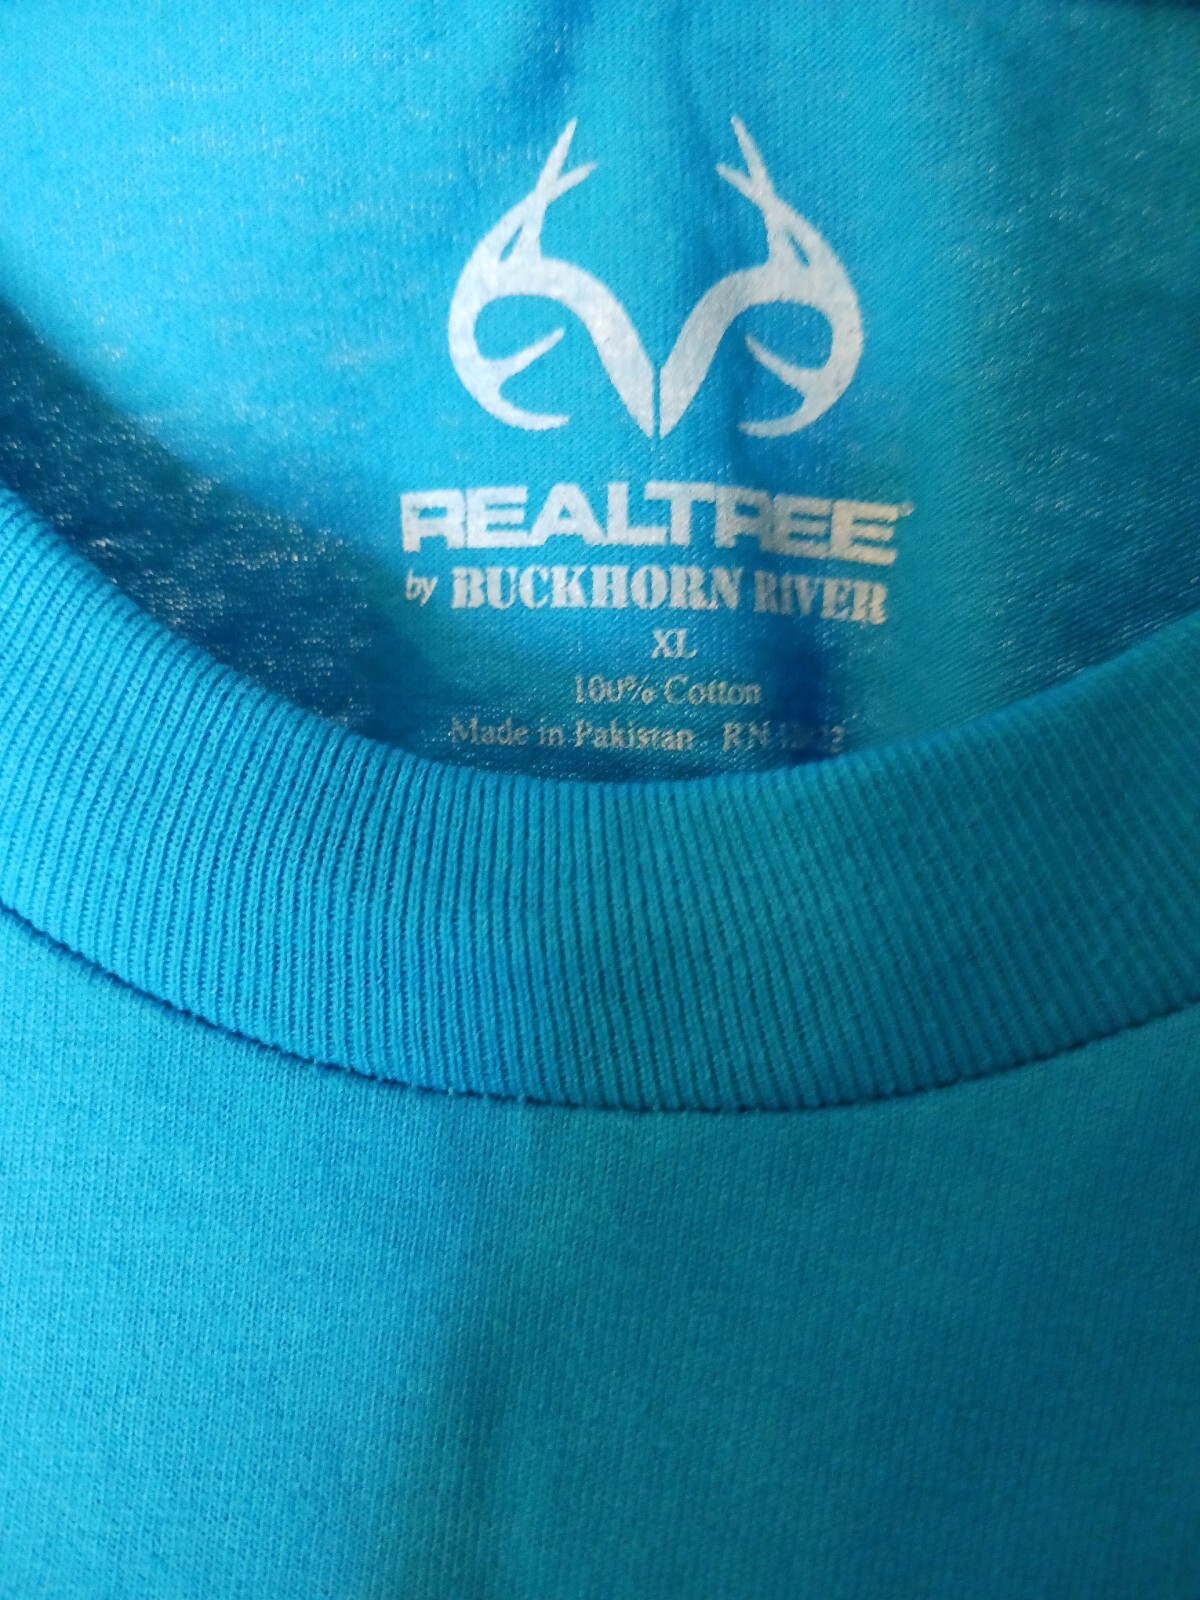 REALTREE
by BUCKHORN RIVER
XL
100% Cotton
Made in Pakistan RN